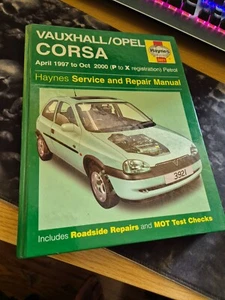 VAUXHALL/OPEL
CORSA
Haynes
April 1997 to Oct 2000 (P to X registration) Petrol
Haynes Service and Repair Manual
3921
Includes Roadside Repairs and MOT Test Checks